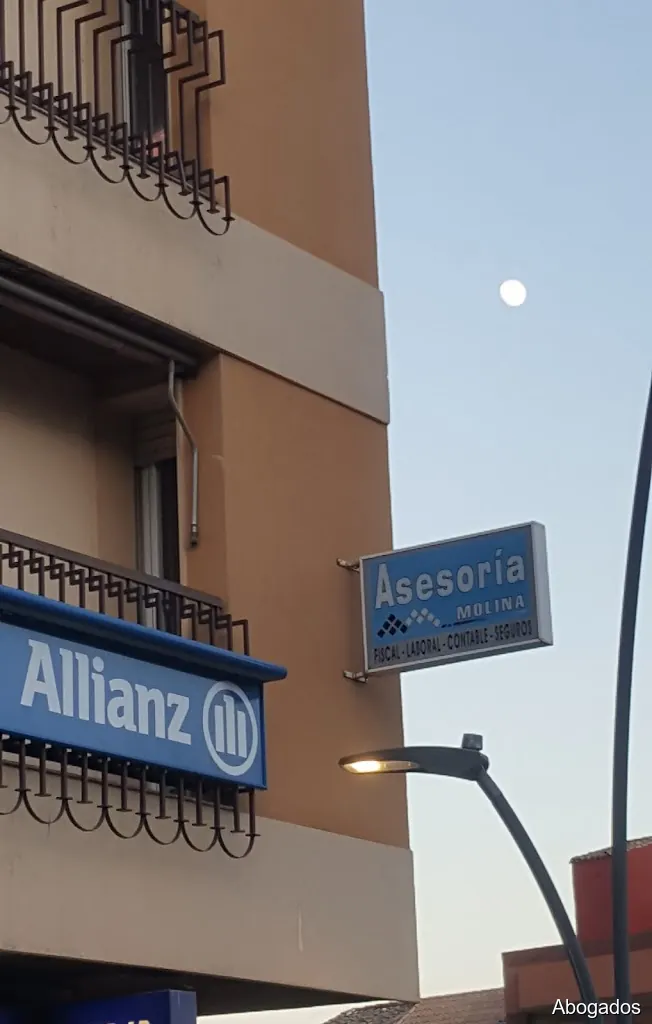 Asesoría
MOLINA
FISCAL - LABORAL - CONTABLE - SEGUROS
Allianz
Abogados